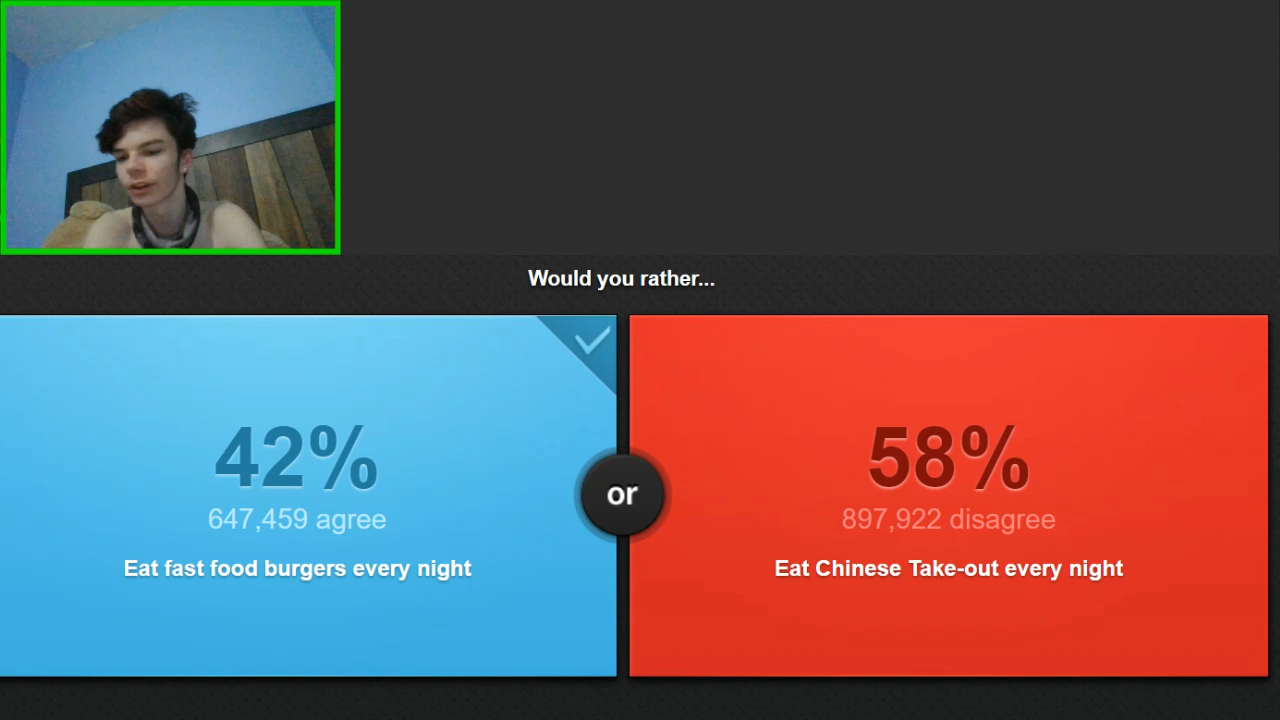 Would you rather...
42%
647,459 agree
Eat fast food burgers every night
or
58%
897,922 disagree
Eat Chinese Take-out every night